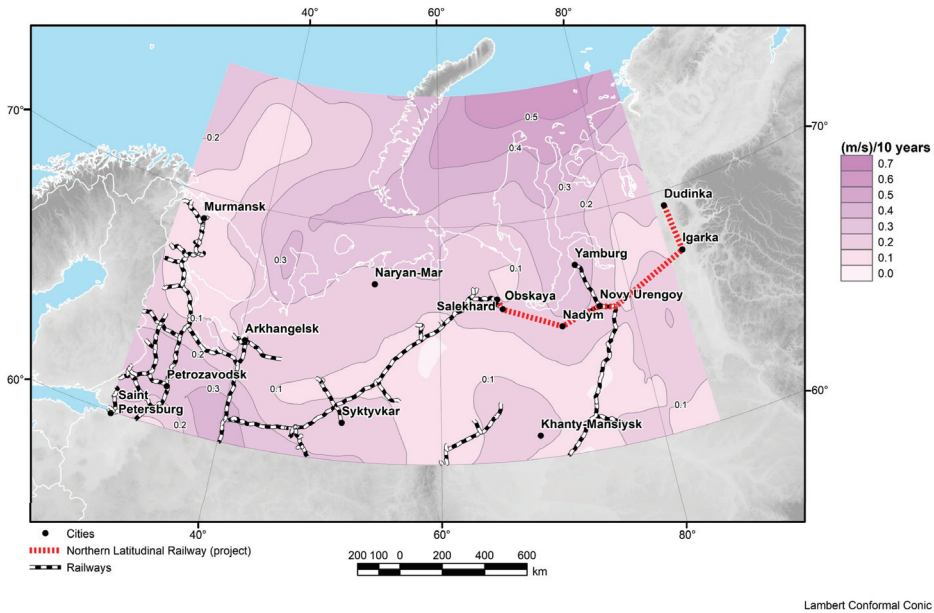 40°
60°
80°
70°
70°
0.2
0.5
0.4
0.3
0.2
Dudinka
Murmansk
Igarka
0.3
0.1
Yamburg
Naryan-Mar
Obskaya
Novy Urengoy
Salekhard
Nadym
0.1
Arkhangelsk
0.2
Petrozavodsk
0.3
0.1
0.1
60°
60°
Saint
Petersburg
Syktyvkar
0.1
0.2
Khanty-Mansiysk
40°
60°
80°
(m/s)/10 years
0.7
0.6
0.5
0.4
0.3
0.2
0.1
0.0
Cities
Northern Latitudinal Railway (project)
Railways
200 100 0 200 400 600
km
Lambert Conformal Conic